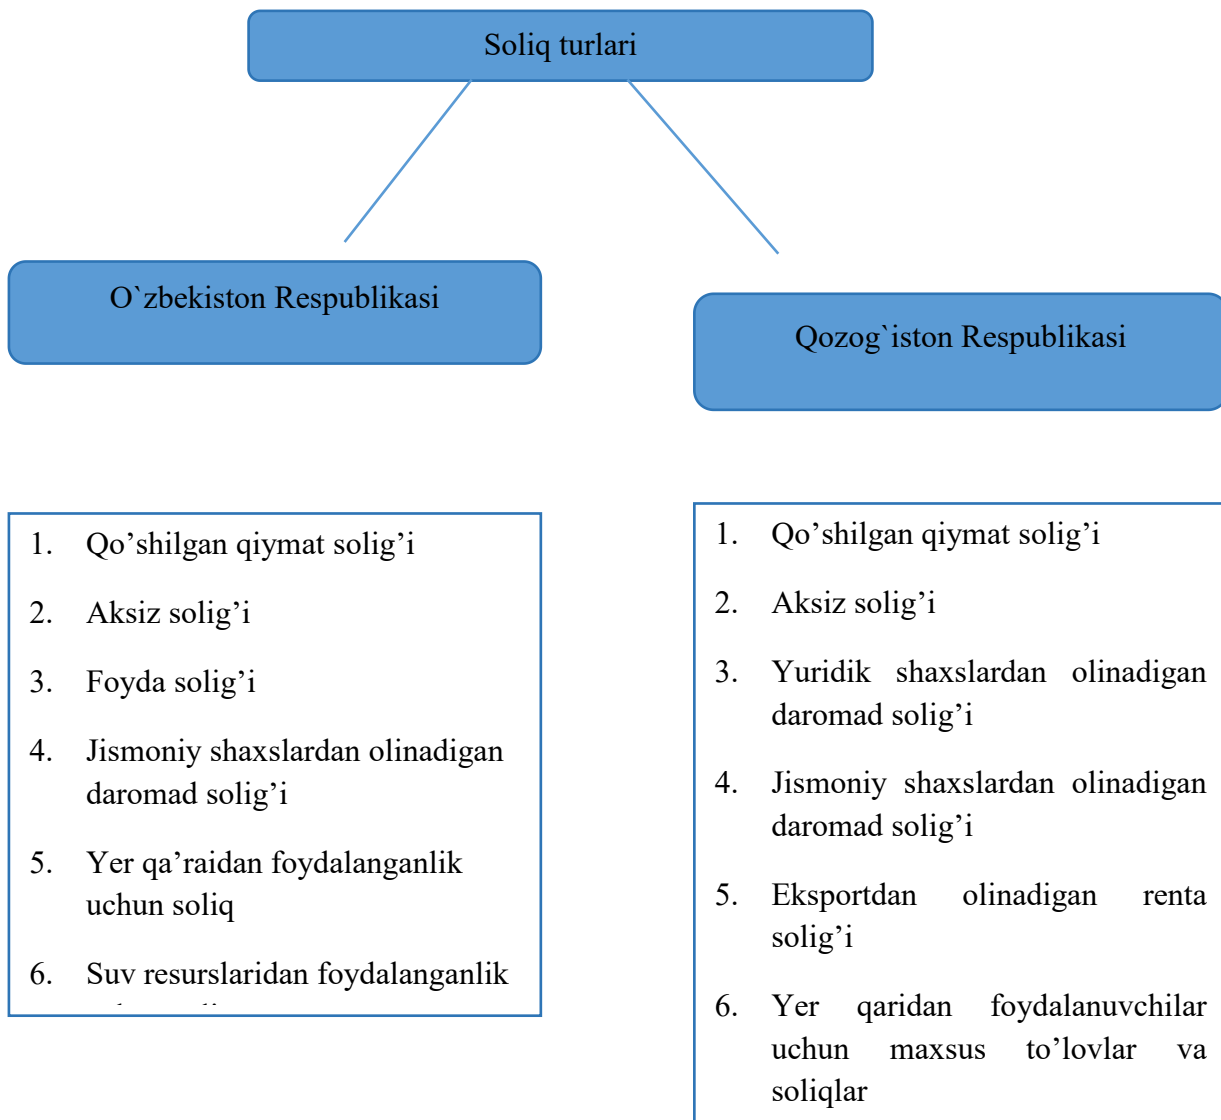 Soliq turlari
O`zbekiston Respublikasi
Qozog`iston Respublikasi
1. Qo’shilgan qiymat solig’i
2. Aksiz solig’i
3. Foyda solig’i
4. Jismoniy shaxslardan olinadigan
daromad solig’i
5. Yer qa’raidan foydalanganlik
uchun soliq
6. Suv resurslaridan foydalanganlik
1. Qo’shilgan qiymat solig’i
2. Aksiz solig’i
3. Yuridik shaxslardan olinadigan
daromad solig’i
4. Jismoniy shaxslardan olinadigan
daromad solig’i
5. Eksportdan olinadigan renta
solig’i
6. Yer qaridan foydalanuvchilar
uchun maxsus to’lovlar va
soliqlar